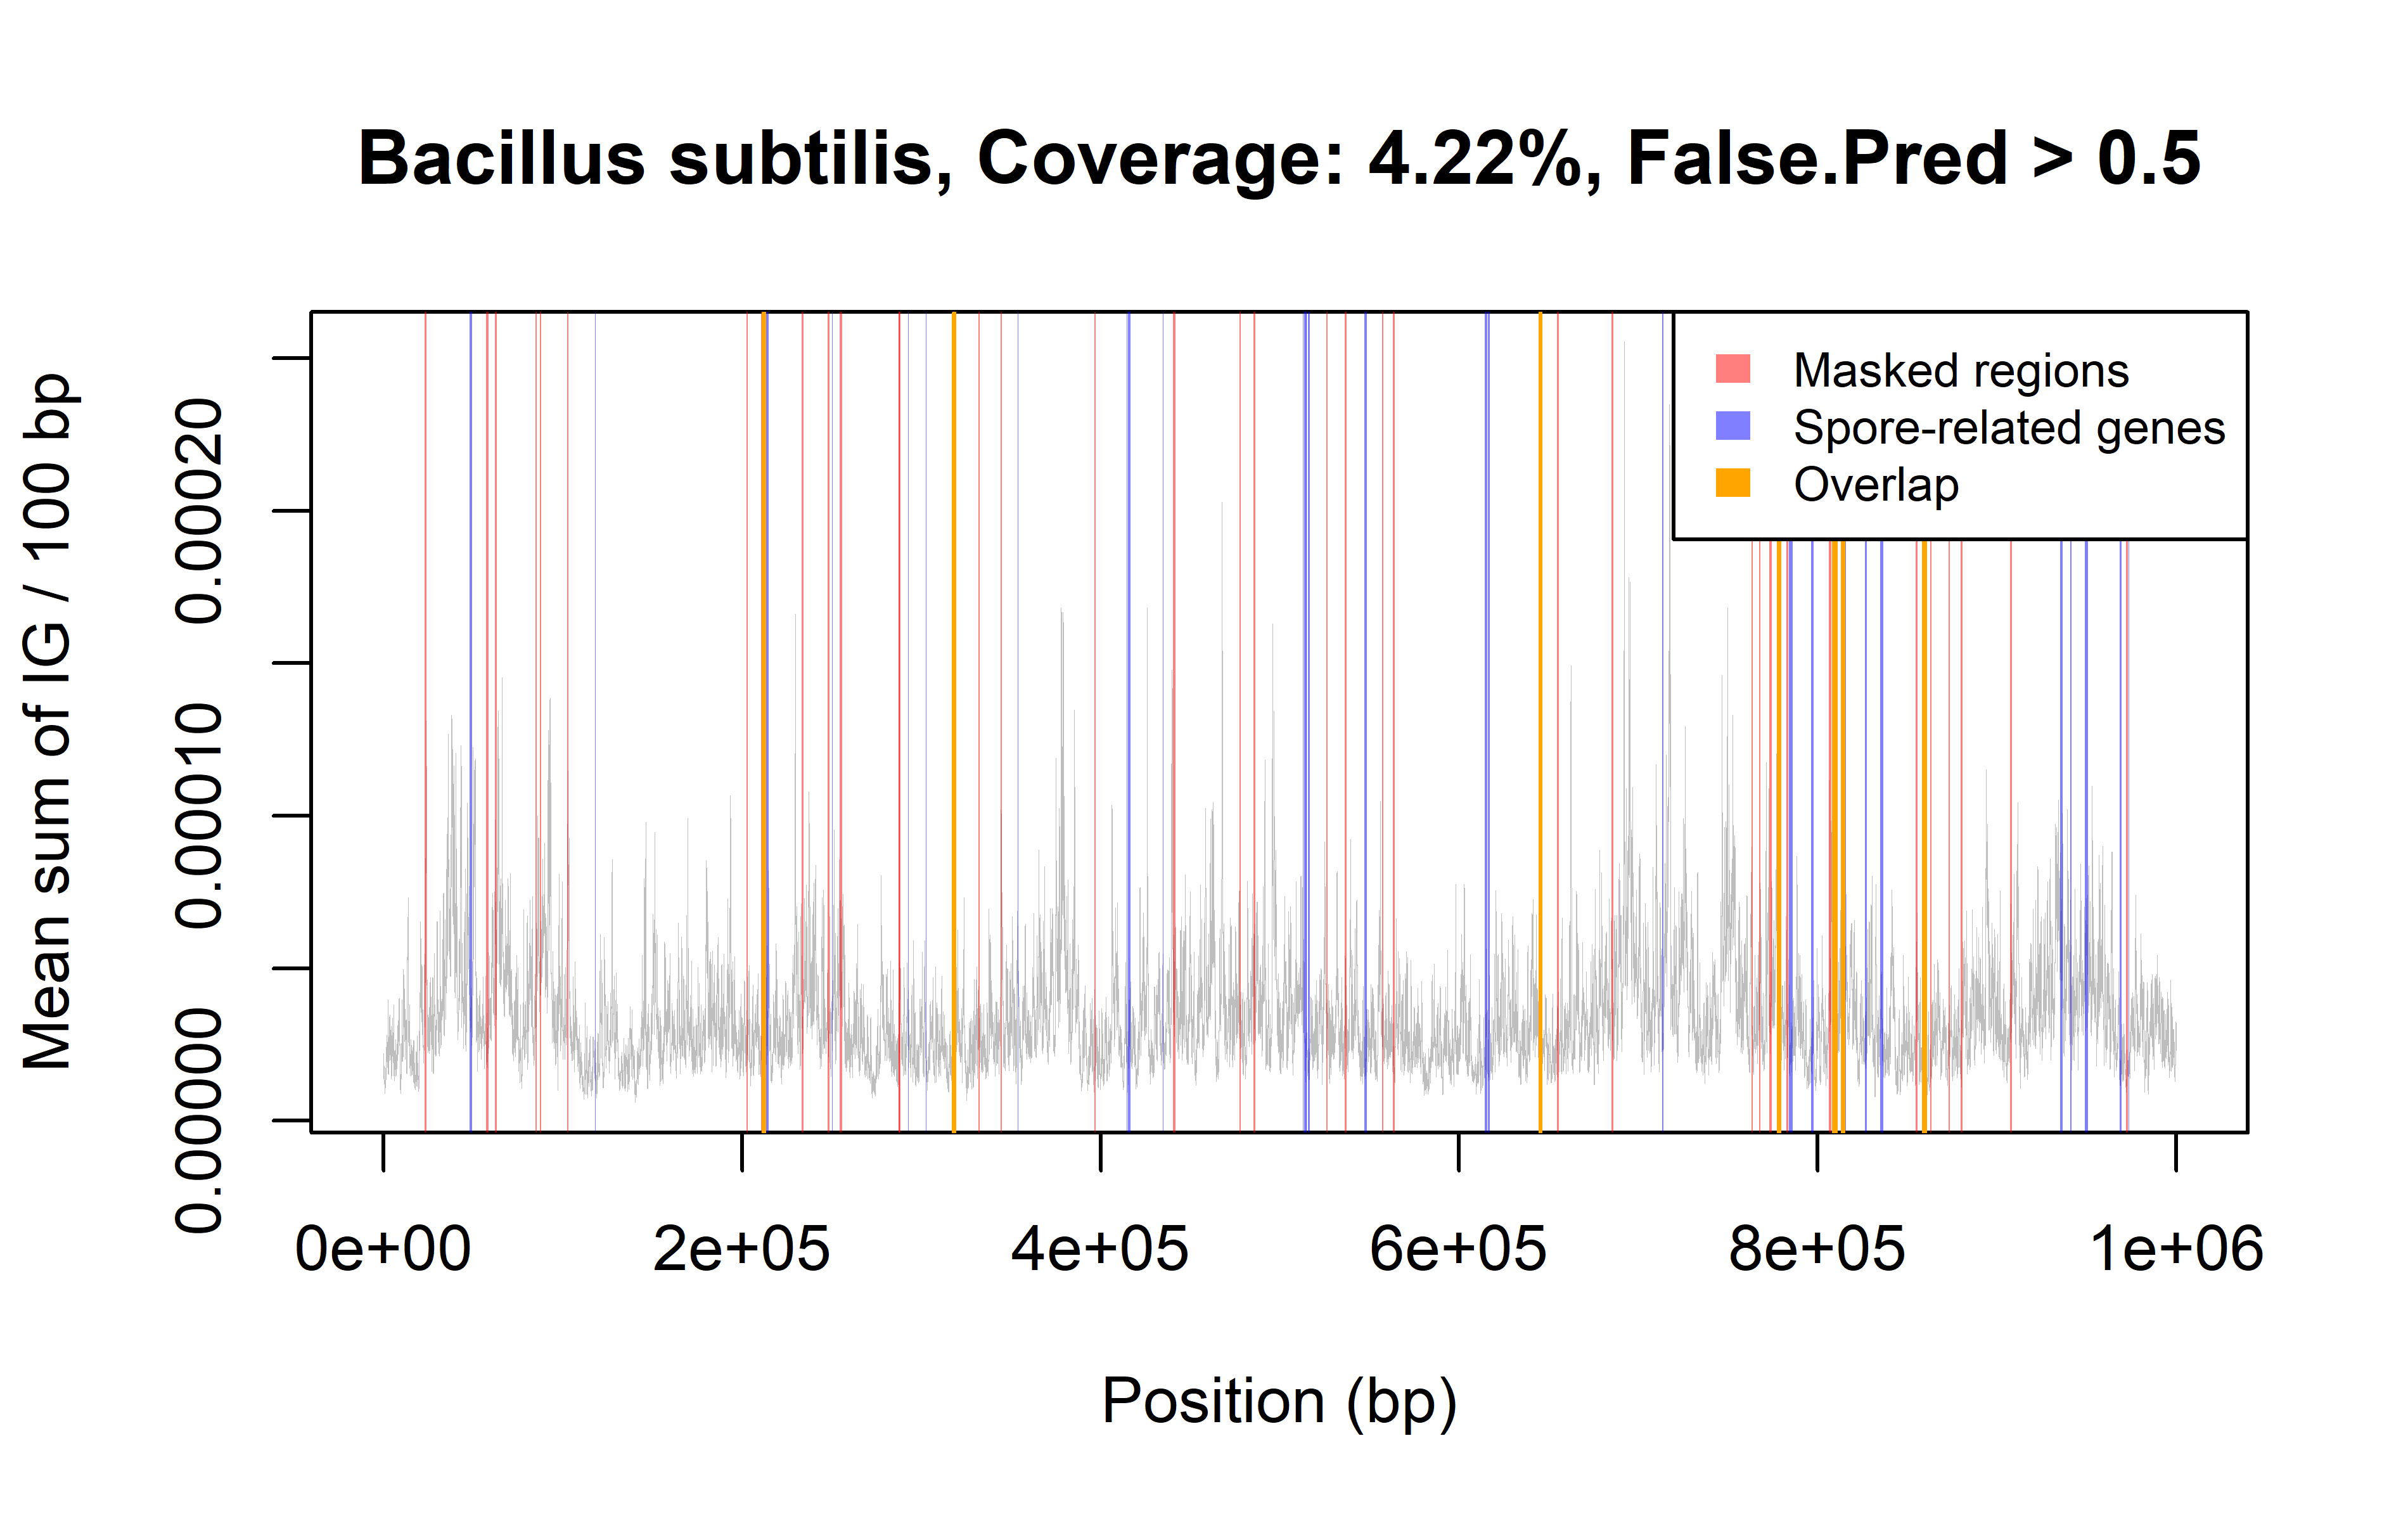 Bacillus subtilis, Coverage: 4.22%, False.Pred > 0.5
Masked regions
Spore-related genes
Overlap
Mean sum of IG / 100 bp
0.00020
0.00010
0.00000
0e+00 2e+05 4e+05 6e+05 8e+05 1e+06
Position (bp)